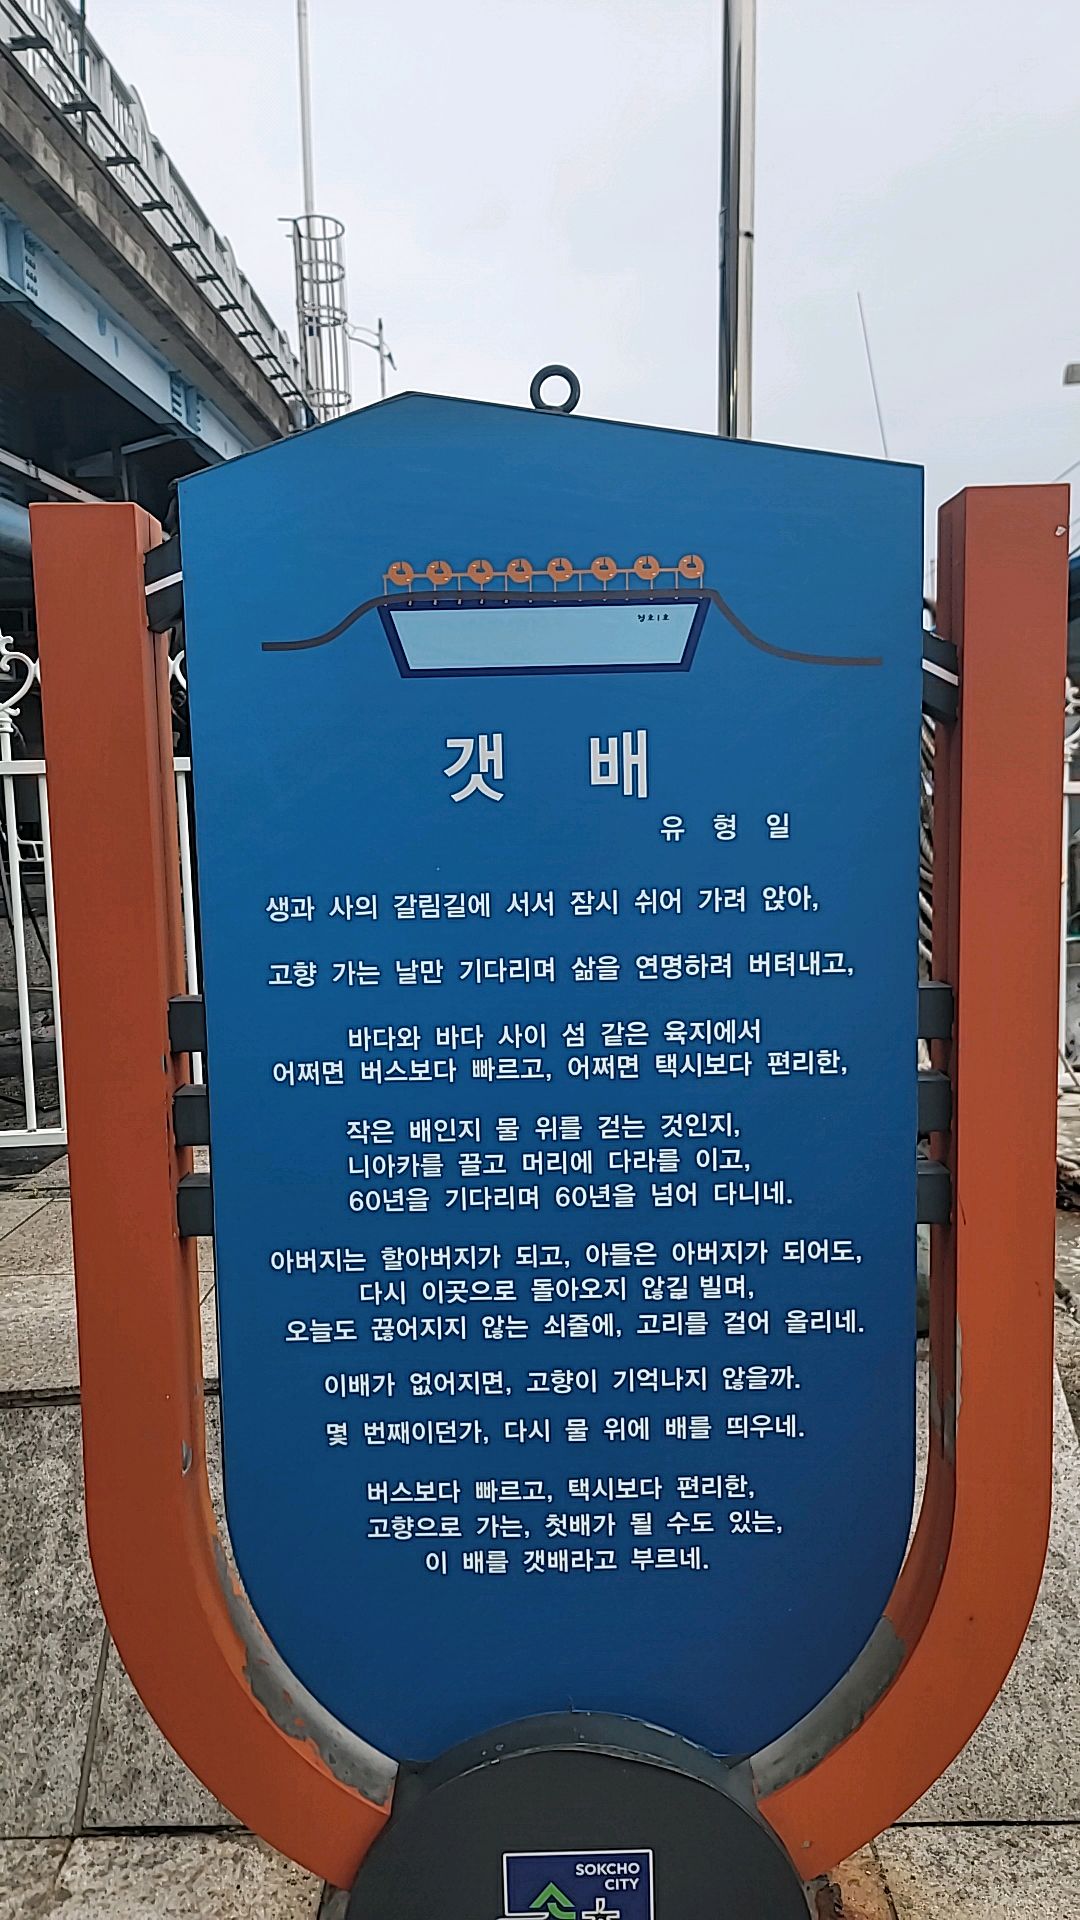 청호1호
갯 배
유 형 일
생과 사의 갈림길에 서서 잠시 쉬어 가려 앉아,
고향 가는 날만 기다리며 삶을 연명하려 버텨내고,
바다와 바다 사이 섬 같은 육지에서
어쩌면 버스보다 빠르고, 어쩌면 택시보다 편리한,
작은 배인지 물 위를 걷는 것인지,
니아카를 끌고 머리에 다라를 이고,
60년을 기다리며 60년을 넘어 다니네.
아버지는 할아버지가 되고, 아들은 아버지가 되어도,
다시 이곳으로 돌아오지 않길 빌며,
오늘도 끊어지지 않는 쇠줄에, 고리를 걸어 올리네.
이배가 없어지면, 고향이 기억나지 않을까.
몇 번째이던가, 다시 물 위에 배를 띄우네.
버스보다 빠르고, 택시보다 편리한,
고향으로 가는, 첫배가 될 수도 있는,
이 배를 갯배라고 부르네.
SOKCHO
CITY